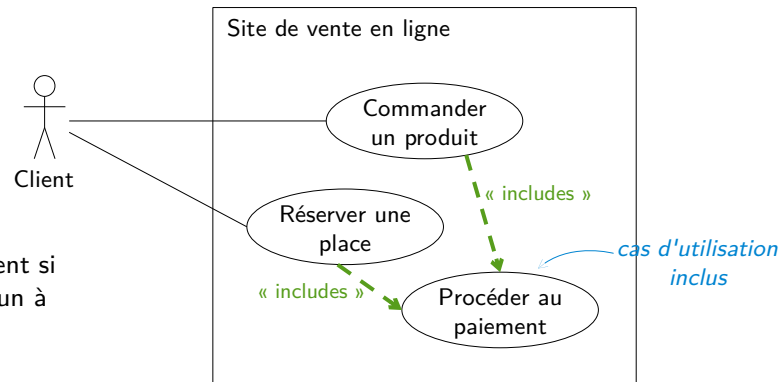 Site de vente en ligne
Commander
un produit
Client
« includes »
Réserver une
place
cas d'utilisation
inclus
ent si
un à
« includes »
Procéder au
paiement